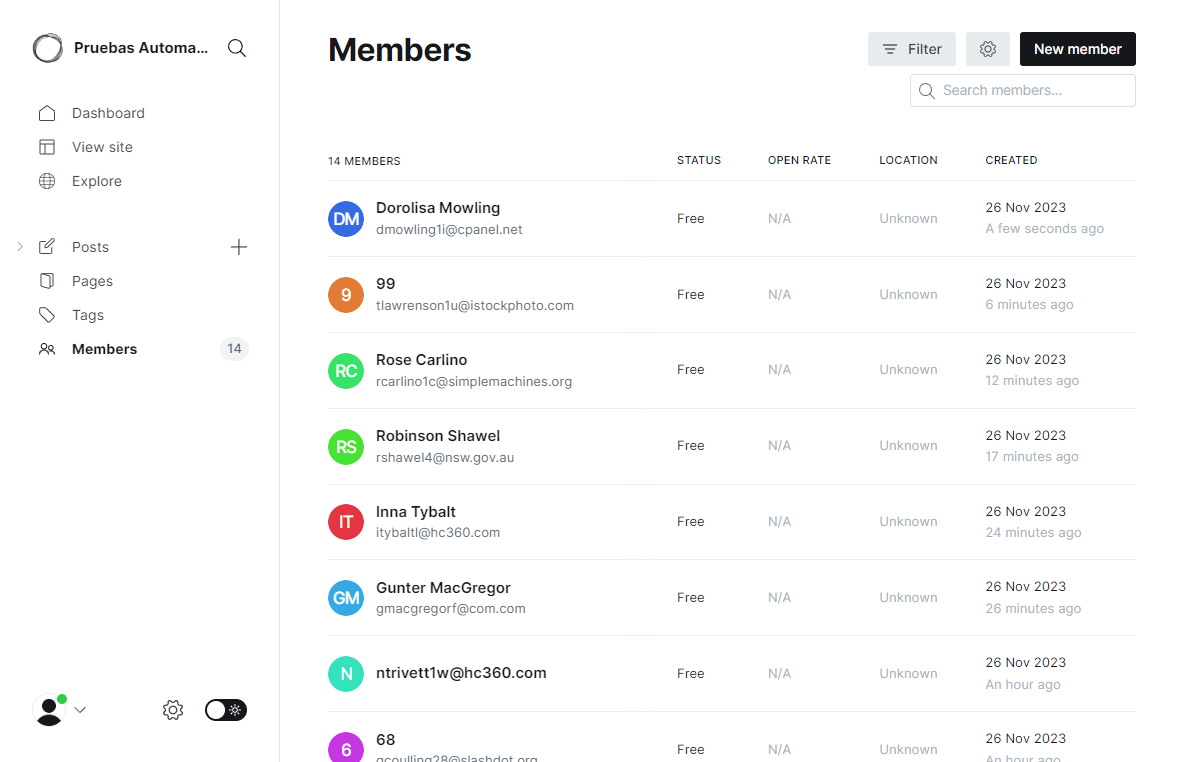 Pruebas Automa...
Dashboard
View site
Explore
Posts
Pages
Tags
Members
14
Members
Filter
New member
Search members...
14 MEMBERS STATUS OPEN RATE LOCATION CREATED
DM Dorolisa Mowling Free N/A Unknown 26 Nov 2023
dmowling1i@cpanel.net A few seconds ago
9 99 Free N/A Unknown 26 Nov 2023
tlawrenson1u@istockphoto.com 6 minutes ago
RC Rose Carlino Free N/A Unknown 26 Nov 2023
rcarlino1c@simplemachines.org 12 minutes ago
RS Robinson Shawel Free N/A Unknown 26 Nov 2023
rshawel4@nsw.gov.au 17 minutes ago
IT Inna Tybalt Free N/A Unknown 26 Nov 2023
itybaltl@hc360.com 24 minutes ago
GM Gunter MacGregor Free N/A Unknown 26 Nov 2023
gmacgregorf@com.com 26 minutes ago
N ntrivett1w@hc360.com Free N/A Unknown 26 Nov 2023
An hour ago
6 68 Free N/A Unknown 26 Nov 2023
gcoulling28@slashdot.org An hour ago